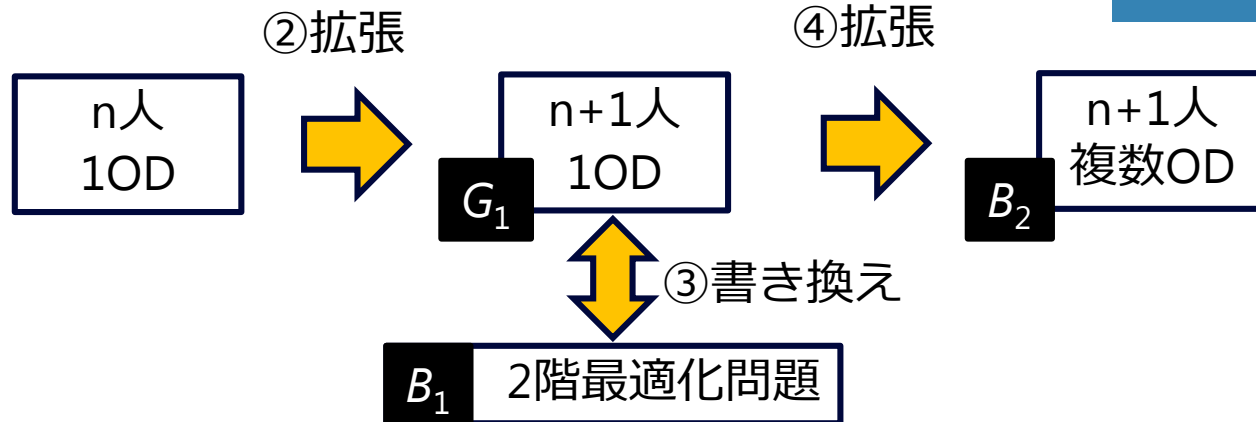 ②拡張
④拡張
n人
1OD
n+1人
1OD
G₁
n+1人
複数OD
B₂
③書き換え
B₁
2階最適化問題